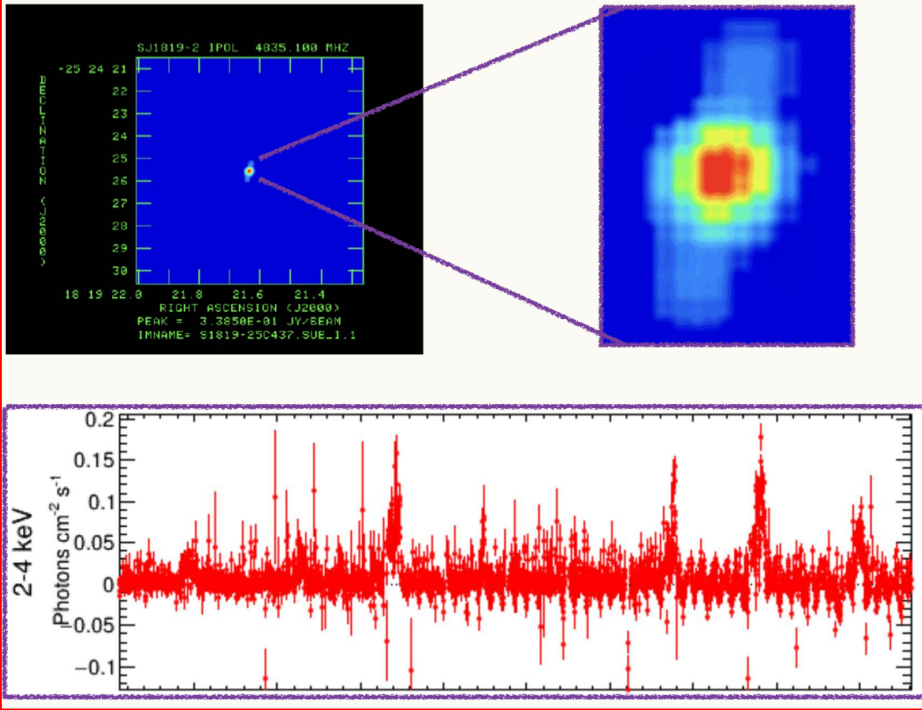 SJ1819-2 IPOL 4835.100 MHZ
DECLINATION (J2000)
-25 24 21
22
23
24
25
26
27
28
29
30
18 19 22.0 21.8 21.6 21.4
RIGHT ASCENSION (J2000)
PEAK = 3.3850E-01 JY/BEAM
IMNAME= S1819-25C437.SUB_I.1
2-4 keV
Photons cm⁻² s⁻¹
0.2
0.15
0.1
0.05
0
−0.05
−0.1